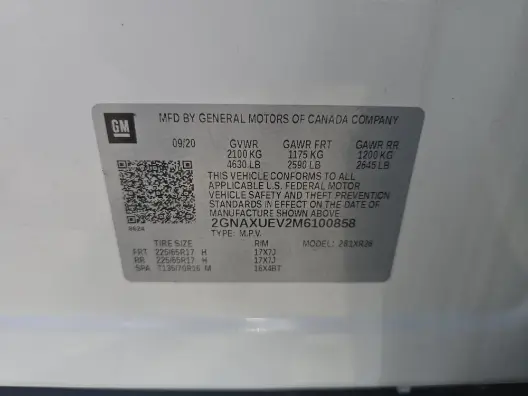 GM
MFD BY GENERAL MOTORS OF CANADA COMPANY
09/20 GVWR GAWR FRT GAWR RR
2100 KG 1175 KG 1200 KG
4630 LB 2590 LB 2645 LB
THIS VEHICLE CONFORMS TO ALL
APPLICABLE U.S. FEDERAL MOTOR
VEHICLE SAFETY AND THEFT PREVENTION
STANDARDS IN EFFECT ON THE DATE OF
MANUFACTURE SHOWN ABOVE.
2GNAXUEV2M6100858
TYPE: M.P.V. MODEL: 281XR26
TIRE SIZE RIM
FRT 225/65R17 H 17X7J
RR 225/65R17 H 17X7J
SPA T135/70R16 M 16X4BT